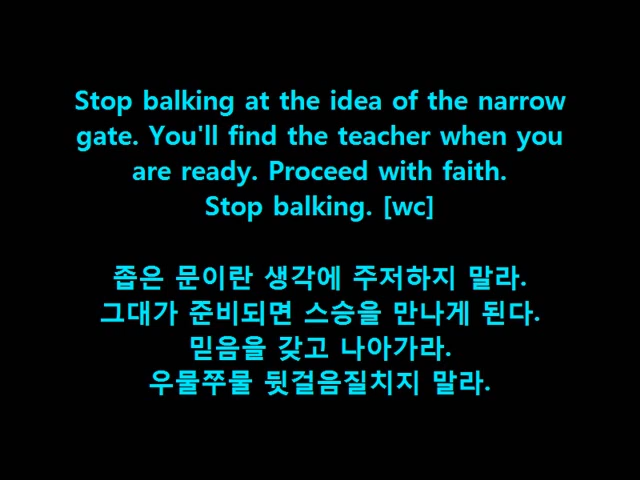 Stop balking at the idea of the narrow
gate. You'll find the teacher when you
are ready. Proceed with faith.
Stop balking. [wc]
좁은 문이란 생각에 주저하지 말라.
그대가 준비되면 스승을 만나게 된다.
믿음을 갖고 나아가라.
우물쭈물 뒷걸음질치지 말라.